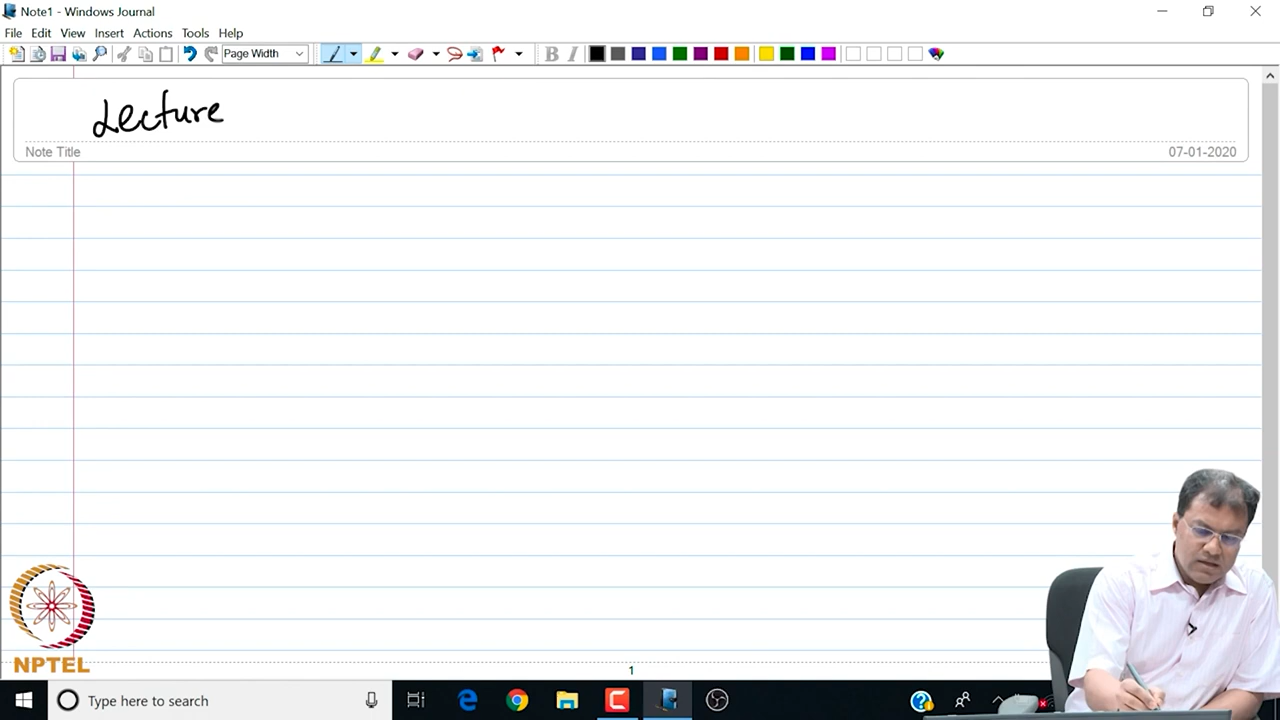 Note1 - Windows Journal
File Edit View Insert Actions Tools Help
Page Width
B I
Lecture
Note Title
07-01-2020
NPTEL
1
Type here to search